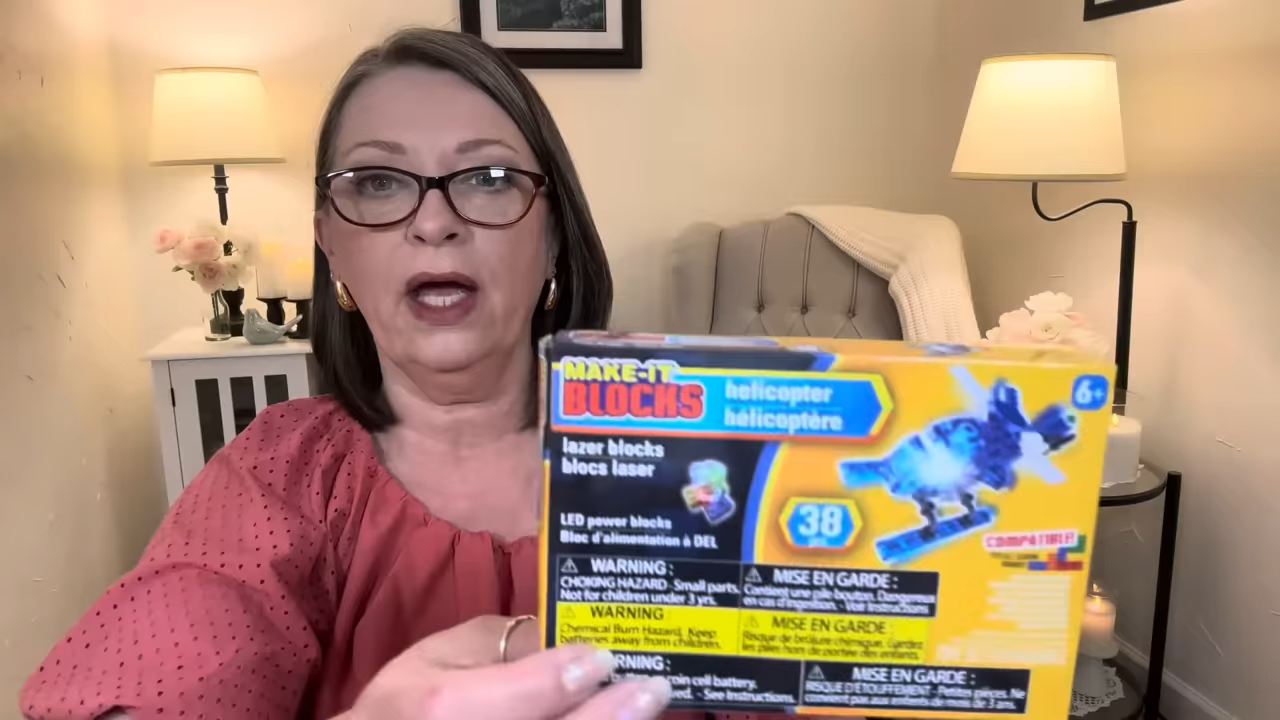 MAKE-IT
BLOCKS
helicopter
hélicoptère
6+
lazer blocks
blocs laser
38
LED power blocks
Bloc d'alimentation à DEL
COMPATIBLE!
WARNING:
CHOKING HAZARD - Small parts.
Not for children under 3 yrs.
MISE EN GARDE:
Contient une pile bouton. Dangereux
en cas d'ingestion. - Voir instructions
WARNING
Chemical Burn Hazard. Keep
batteries away from children.
MISE EN GARDE:
Risque de brûlure chimique. Gardez
les piles hors de portée des enfants.
RNING:
coin cell battery.
- See Instructions.
MISE EN GARDE:
RISQUE D'ÉTOUFFEMENT - Petites pièces. Ne
convient pas aux enfants de mois de 3 ans.